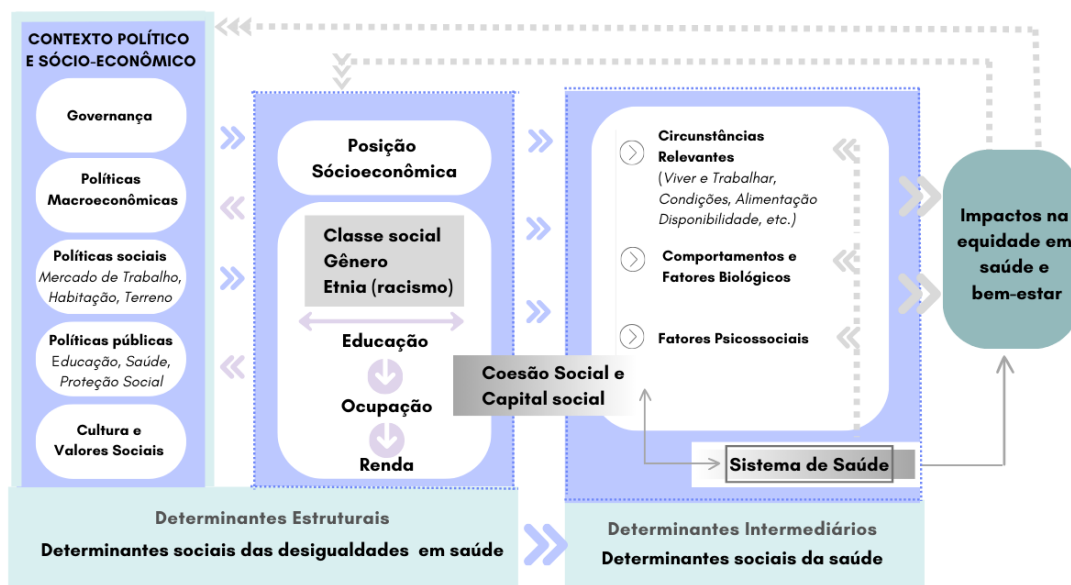 CONTEXTO POLÍTICO
E SÓCIO-ECONÔMICO
Governança
Políticas
Macroeconômicas
Políticas sociais
Mercado de Trabalho,
Habitação, Terreno
Políticas públicas
Educação, Saúde,
Proteção Social
Cultura e
Valores Sociais
Posição
Sócioeconômica
Classe social
Gênero
Etnia (racismo)
Educação
Ocupação
Renda
Coesão Social e
Capital social
Circunstâncias
Relevantes
(Viver e Trabalhar,
Condições, Alimentação
Disponibilidade, etc.)
Comportamentos e
Fatores Biológicos
Fatores Psicossociais
Sistema de Saúde
Impactos na
equidade em
saúde e
bem-estar
Determinantes Estruturais
Determinantes sociais das desigualdades em saúde
Determinantes Intermediários
Determinantes sociais da saúde